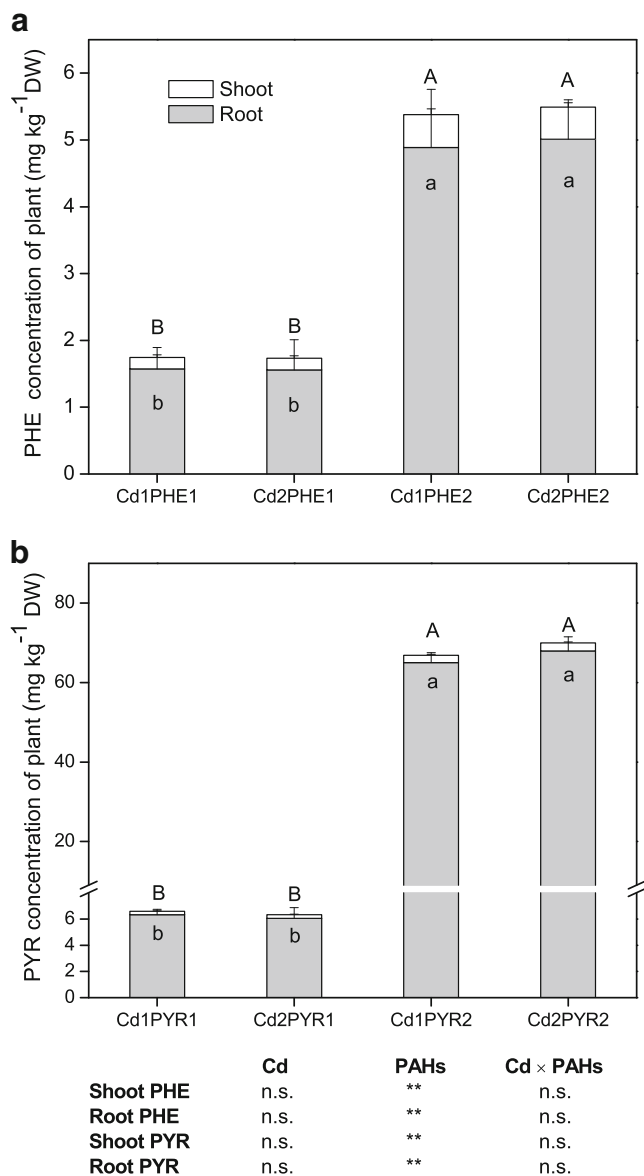 a
PHE concentration of plant (mg kg⁻¹ DW)
6
5
4
3
2
1
0
Shoot
Root
B
B
A
A
b
b
a
a
Cd1PHE1 Cd2PHE1 Cd1PHE2 Cd2PHE2
b
PYR concentration of plant (mg kg⁻¹ DW)
80
60
40
20
6
4
2
0
B
B
A
A
b
b
a
a
Cd1PYR1 Cd2PYR1 Cd1PYR2 Cd2PYR2
Cd PAHs Cd × PAHs
Shoot PHE n.s. ** n.s.
Root PHE n.s. ** n.s.
Shoot PYR n.s. ** n.s.
Root PYR n.s. ** n.s.